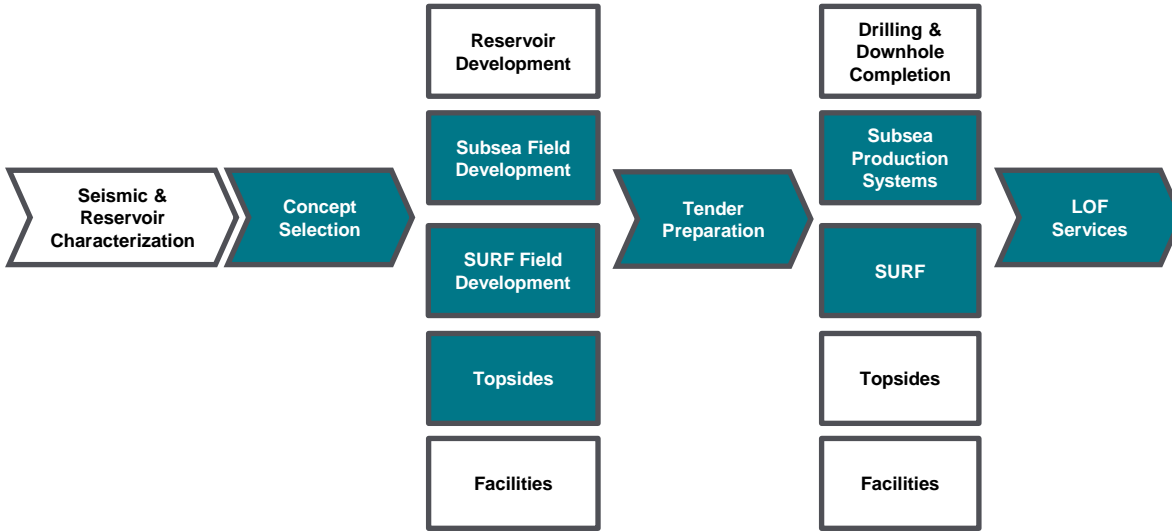 Seismic &
Reservoir
Characterization
Concept
Selection
Reservoir
Development
Subsea Field
Development
SURF Field
Development
Topsides
Facilities
Tender
Preparation
Drilling &
Downhole
Completion
Subsea
Production
Systems
SURF
Topsides
Facilities
LOF
Services